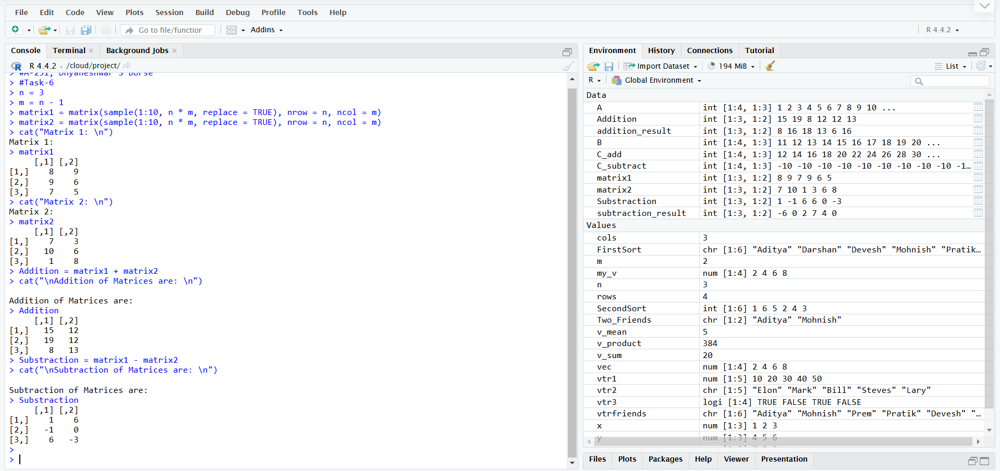 File Edit Code View Plots Session Build Debug Profile Tools Help
Go to file/function Addins R 4.4.2
Console Terminal Background Jobs
R 4.4.2 · /cloud/project/
> #A-251, Dnyaneshwar S Borse
> #Task-6
> n = 3
> m = n - 1
> matrix1 = matrix(sample(1:10, n * m, replace = TRUE), nrow = n, ncol = m)
> matrix2 = matrix(sample(1:10, n * m, replace = TRUE), nrow = n, ncol = m)
> cat("Matrix 1: \n")
Matrix 1:
> matrix1
[,1] [,2]
[1,] 8 9
[2,] 9 6
[3,] 7 5
> cat("Matrix 2: \n")
Matrix 2:
> matrix2
[,1] [,2]
[1,] 7 3
[2,] 10 6
[3,] 1 8
> Addition = matrix1 + matrix2
> cat("\nAddition of Matrices are: \n")
Addition of Matrices are:
> Addition
[,1] [,2]
[1,] 15 12
[2,] 19 12
[3,] 8 13
> Substraction = matrix1 - matrix2
> cat("\nSubtraction of Matrices are: \n")
Subtraction of Matrices are:
> Substraction
[,1] [,2]
[1,] 1 6
[2,] -1 0
[3,] 6 -3
>
>
Environment History Connections Tutorial
Import Dataset 194 MiB List
R Global Environment
Data
A int [1:4, 1:3] 1 2 3 4 5 6 7 8 9 10 ...
Addition int [1:3, 1:2] 15 19 8 12 12 13
addition_result int [1:3, 1:2] 8 16 18 13 6 16
B int [1:4, 1:3] 11 12 13 14 15 16 17 18 19 20 ...
C_add int [1:4, 1:3] 12 14 16 18 20 22 24 26 28 30 ...
C_subtract int [1:4, 1:3] -10 -10 -10 -10 -10 -10 -10 -10 -10 -1…
matrix1 int [1:3, 1:2] 8 9 7 9 6 5
matrix2 int [1:3, 1:2] 7 10 1 3 6 8
Substraction int [1:3, 1:2] 1 -1 6 6 0 -3
subtraction_result int [1:3, 1:2] -6 0 2 7 4 0
Values
cols 3
FirstSort chr [1:6] "Aditya" "Darshan" "Devesh" "Mohnish" "Pratik…
m 2
my_v num [1:4] 2 4 6 8
n 3
rows 4
SecondSort int [1:6] 1 6 5 2 4 3
Two_Friends chr [1:2] "Aditya" "Mohnish"
v_mean 5
v_product 384
v_sum 20
vec num [1:4] 2 4 6 8
vtr1 num [1:5] 10 20 30 40 50
vtr2 chr [1:5] "Elon" "Mark" "Bill" "Steves" "Lary"
vtr3 logi [1:4] TRUE FALSE TRUE FALSE
vtrfriends chr [1:6] "Aditya" "Mohnish" "Prem" "Pratik" "Devesh" "…
x num [1:3] 1 2 3
y num [1:3] 4 5 6
Files Plots Packages Help Viewer Presentation